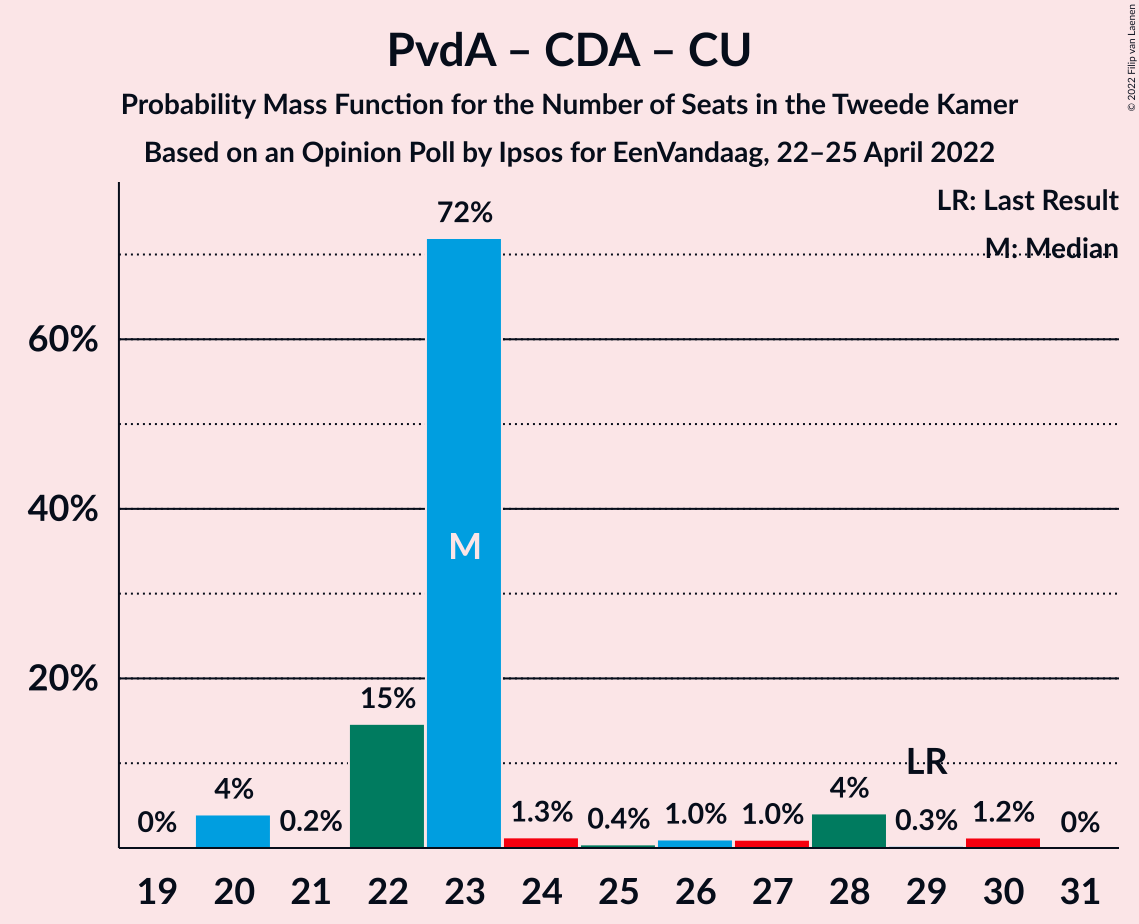 PvdA – CDA – CU
Probability Mass Function for the Number of Seats in the Tweede Kamer
Based on an Opinion Poll by Ipsos for EenVandaag, 22–25 April 2022
© 2022 Filip van Laenen
LR: Last Result
M: Median
60%
40%
20%
0%
4%
0.2%
15%
72%
M
1.3%
0.4%
1.0%
1.0%
4%
LR
0.3%
1.2%
0%
19 20 21 22 23 24 25 26 27 28 29 30 31